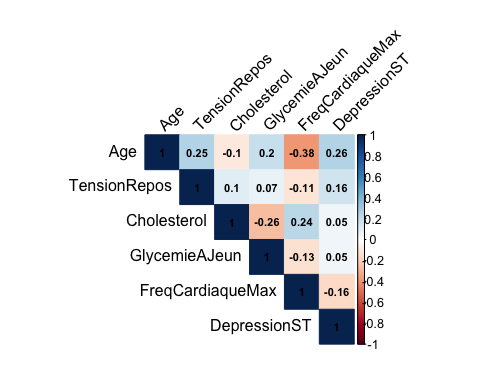 Age
TensionRepos
Cholesterol
GlycemieAJeun
FreqCardiaqueMax
DepressionST
Age 1 0.25 -0.1 0.2 -0.38 0.26
TensionRepos 1 0.1 0.07 -0.11 0.16
Cholesterol 1 -0.26 0.24 0.05
GlycemieAJeun 1 -0.13 0.05
FreqCardiaqueMax 1 -0.16
DepressionST 1
1
0.8
0.6
0.4
0.2
0
-0.2
-0.4
-0.6
-0.8
-1